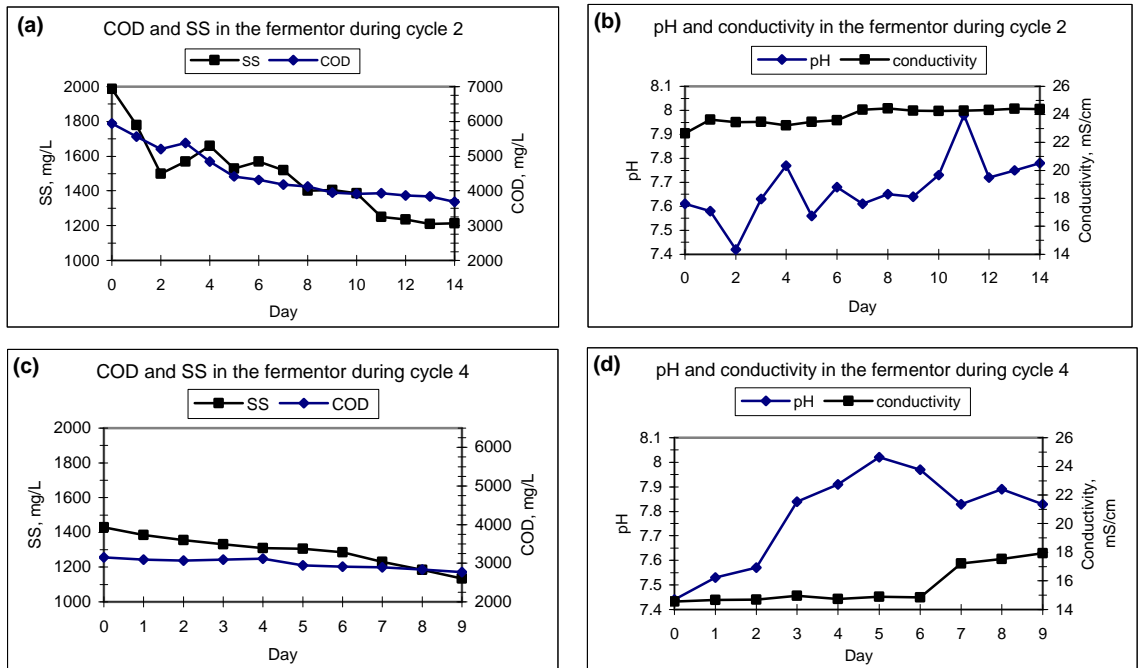 (a)
COD and SS in the fermentor during cycle 2
SS COD
2000
1800
1600
1400
1200
1000
SS, mg/L
7000
6000
5000
4000
3000
2000
COD, mg/L
0 2 4 6 8 10 12 14
Day
(b)
pH and conductivity in the fermentor during cycle 2
pH conductivity
8.1
8
7.9
7.8
7.7
7.6
7.5
7.4
pH
26
24
22
20
18
16
14
Conductivity, mS/cm
0 2 4 6 8 10 12 14
Day
(c)
COD and SS in the fermentor during cycle 4
SS COD
2000
1800
1600
1400
1200
1000
SS, mg/L
6000
5000
4000
3000
2000
COD, mg/L
0 1 2 3 4 5 6 7 8 9
Day
(d)
pH and conductivity in the fermentor during cycle 4
pH conductivity
8.1
8
7.9
7.8
7.7
7.6
7.5
7.4
pH
26
24
22
20
18
16
14
Conductivity,
mS/cm
0 1 2 3 4 5 6 7 8 9
Day